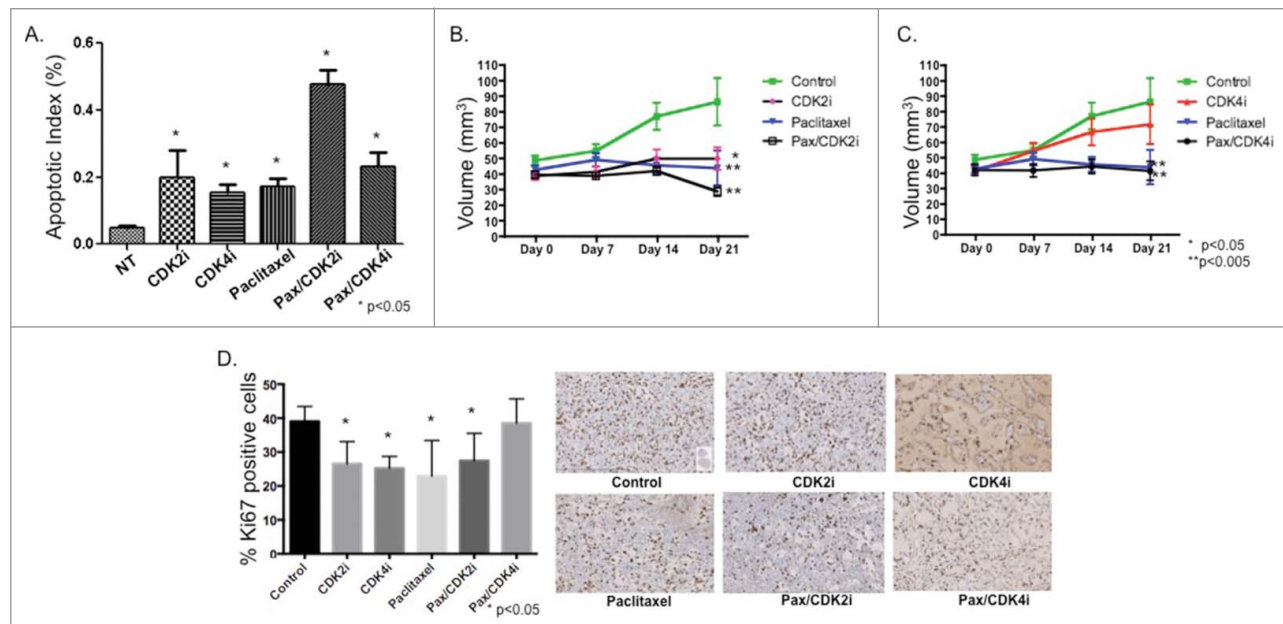 A.
Apoptotic Index (%)
0.6
0.4
0.2
0.0
*
*
*
*
*
NT
CDK2i
CDK4i
Paclitaxel
Pax/CDK2i
Pax/CDK4i
* p<0.05
B.
Volume (mm³)
110
100
90
80
70
60
50
40
30
20
10
0
Day 0 Day 7 Day 14 Day 21
Control
CDK2i
Paclitaxel
Pax/CDK2i
*
**
**
C.
Volume (mm³)
110
100
90
80
70
60
50
40
30
20
10
0
Day 0 Day 7 Day 14 Day 21
Control
CDK4i
Paclitaxel
Pax/CDK4i
**
**
* p<0.05
**p<0.005
D.
% Ki67 positive cells
50
40
30
20
10
0
*
*
*
*
Control
CDK2i
CDK4i
Paclitaxel
Pax/CDK2i
Pax/CDK4i
* p<0.05
Control CDK2i CDK4i
Paclitaxel Pax/CDK2i Pax/CDK4i